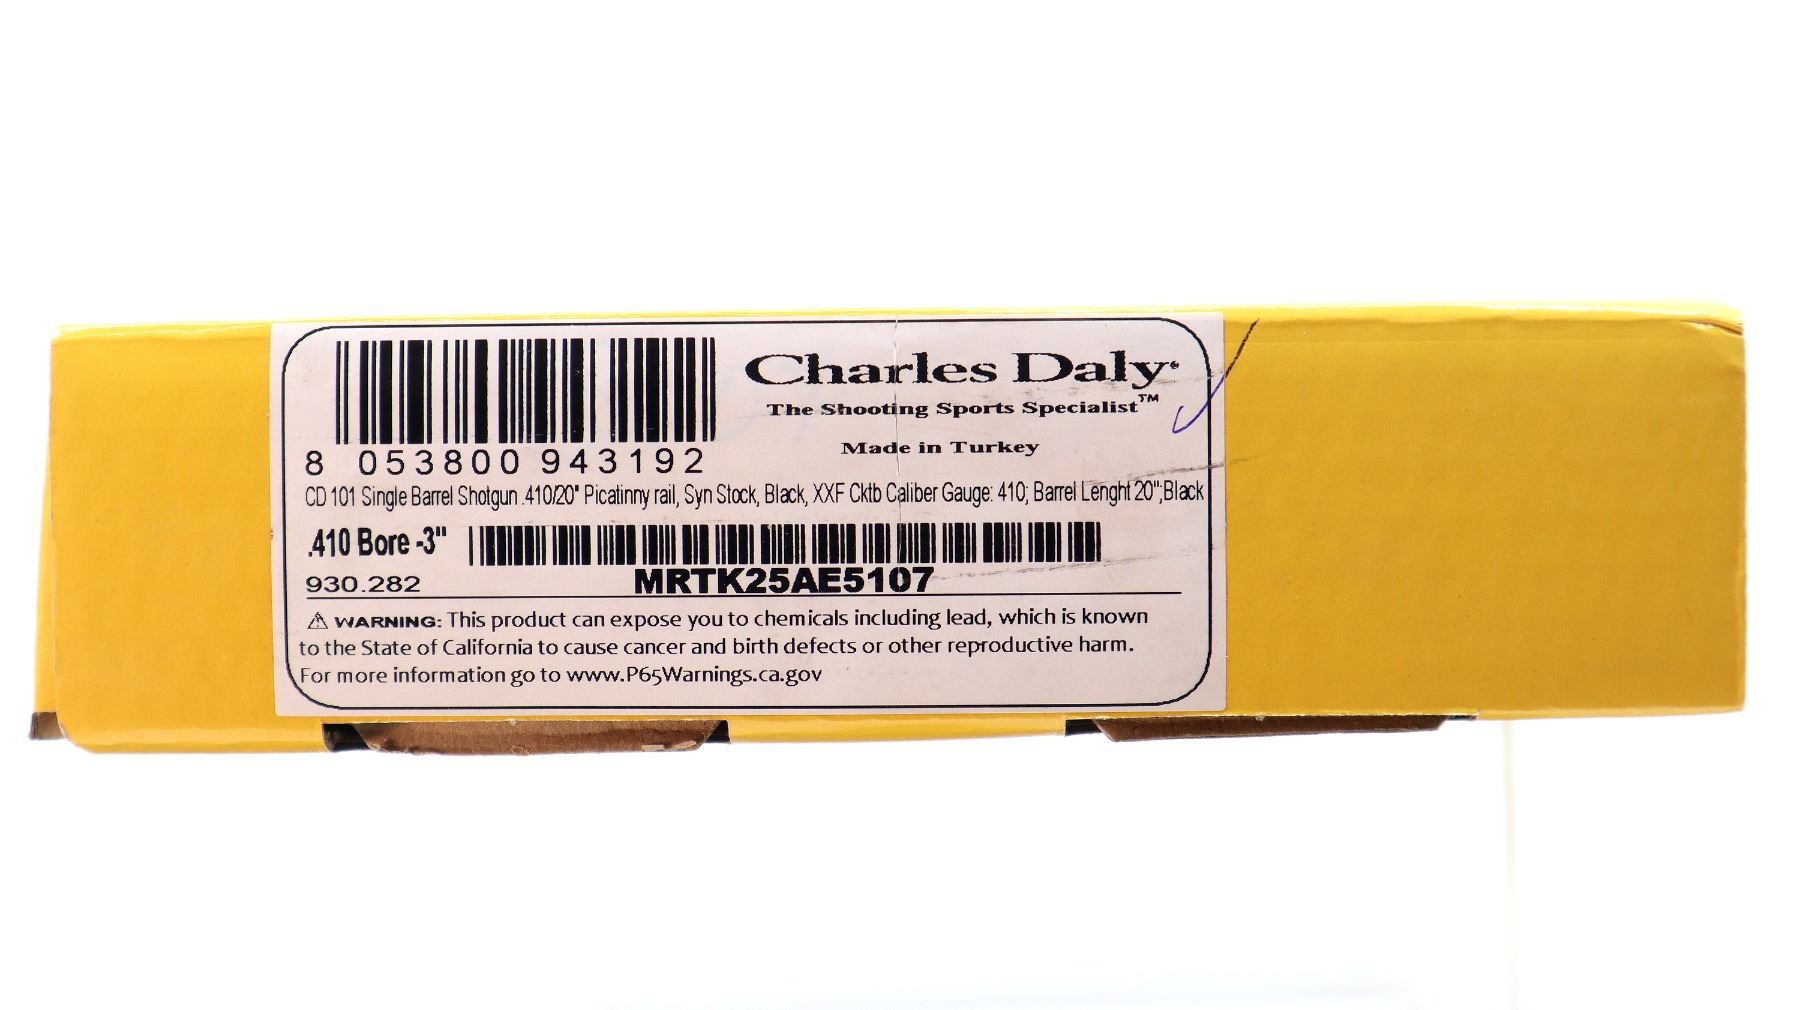 Charles Daly
The Shooting Sports Specialist™
Made in Turkey
8 053800 943192
CD 101 Single Barrel Shotgun .410/20" Picatinny rail, Syn Stock, Black, XXF Cktb Caliber Gauge: 410; Barrel Lenght 20";Black
.410 Bore -3"
930.282
MRTK25AE5107
⚠ WARNING: This product can expose you to chemicals including lead, which is known
to the State of California to cause cancer and birth defects or other reproductive harm.
For more information go to www.P65Warnings.ca.gov